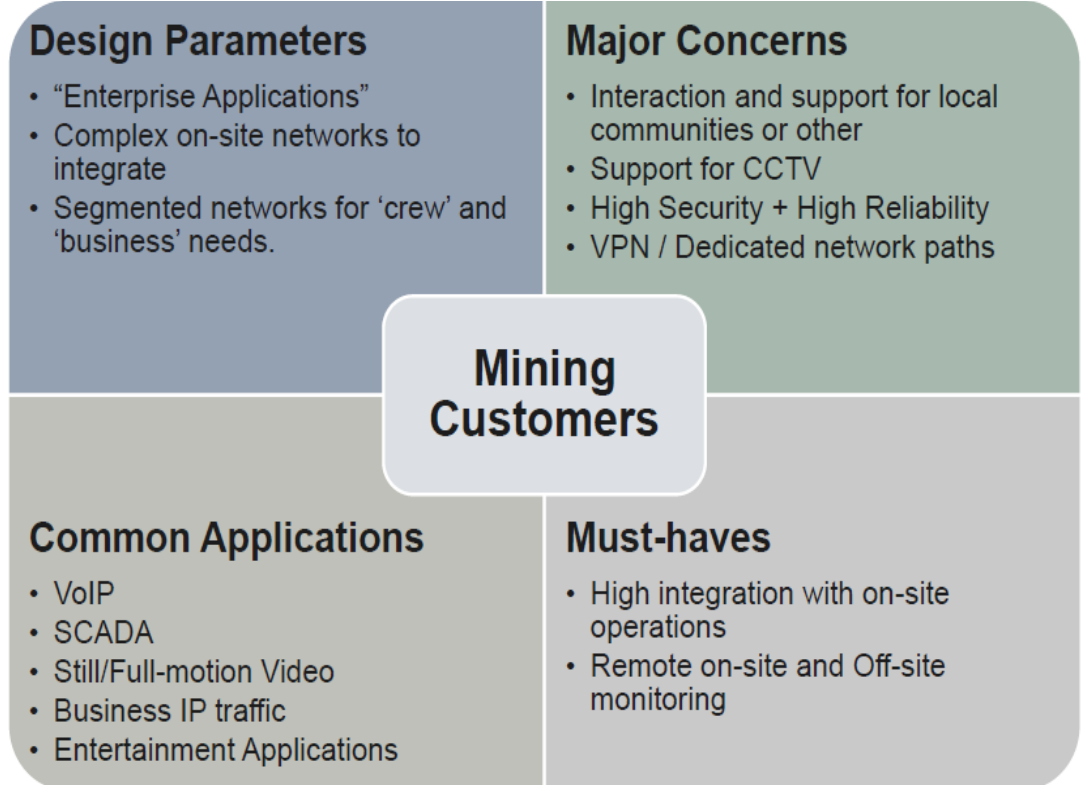 Design Parameters
• “Enterprise Applications”
• Complex on-site networks to
integrate
• Segmented networks for ‘crew’ and
‘business’ needs.
Major Concerns
• Interaction and support for local
communities or other
• Support for CCTV
• High Security + High Reliability
• VPN / Dedicated network paths
Mining
Customers
Common Applications
• VoIP
• SCADA
• Still/Full-motion Video
• Business IP traffic
• Entertainment Applications
Must-haves
• High integration with on-site
operations
• Remote on-site and Off-site
monitoring